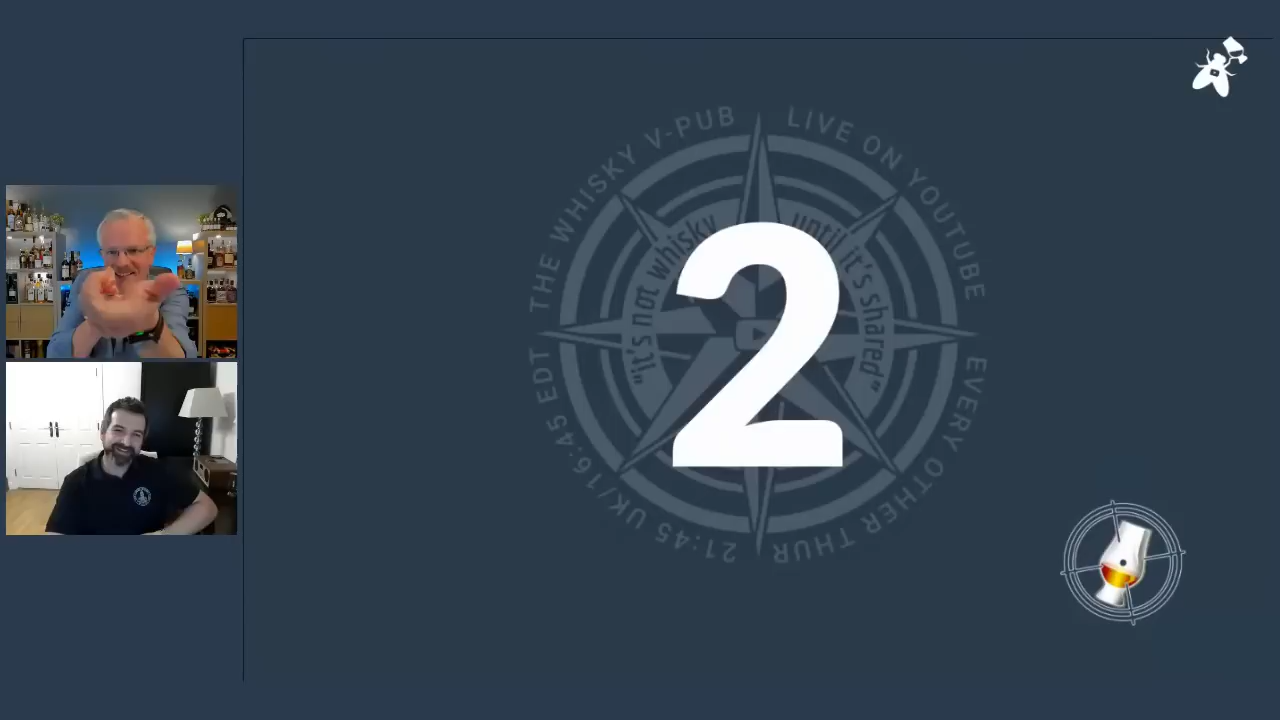 THE WHISKY V-PUB
LIVE ON YOUTUBE
EVERY OTHER THUR
21:45 UK/16:45 EDT
"it's not whisky
until it's shared"
2